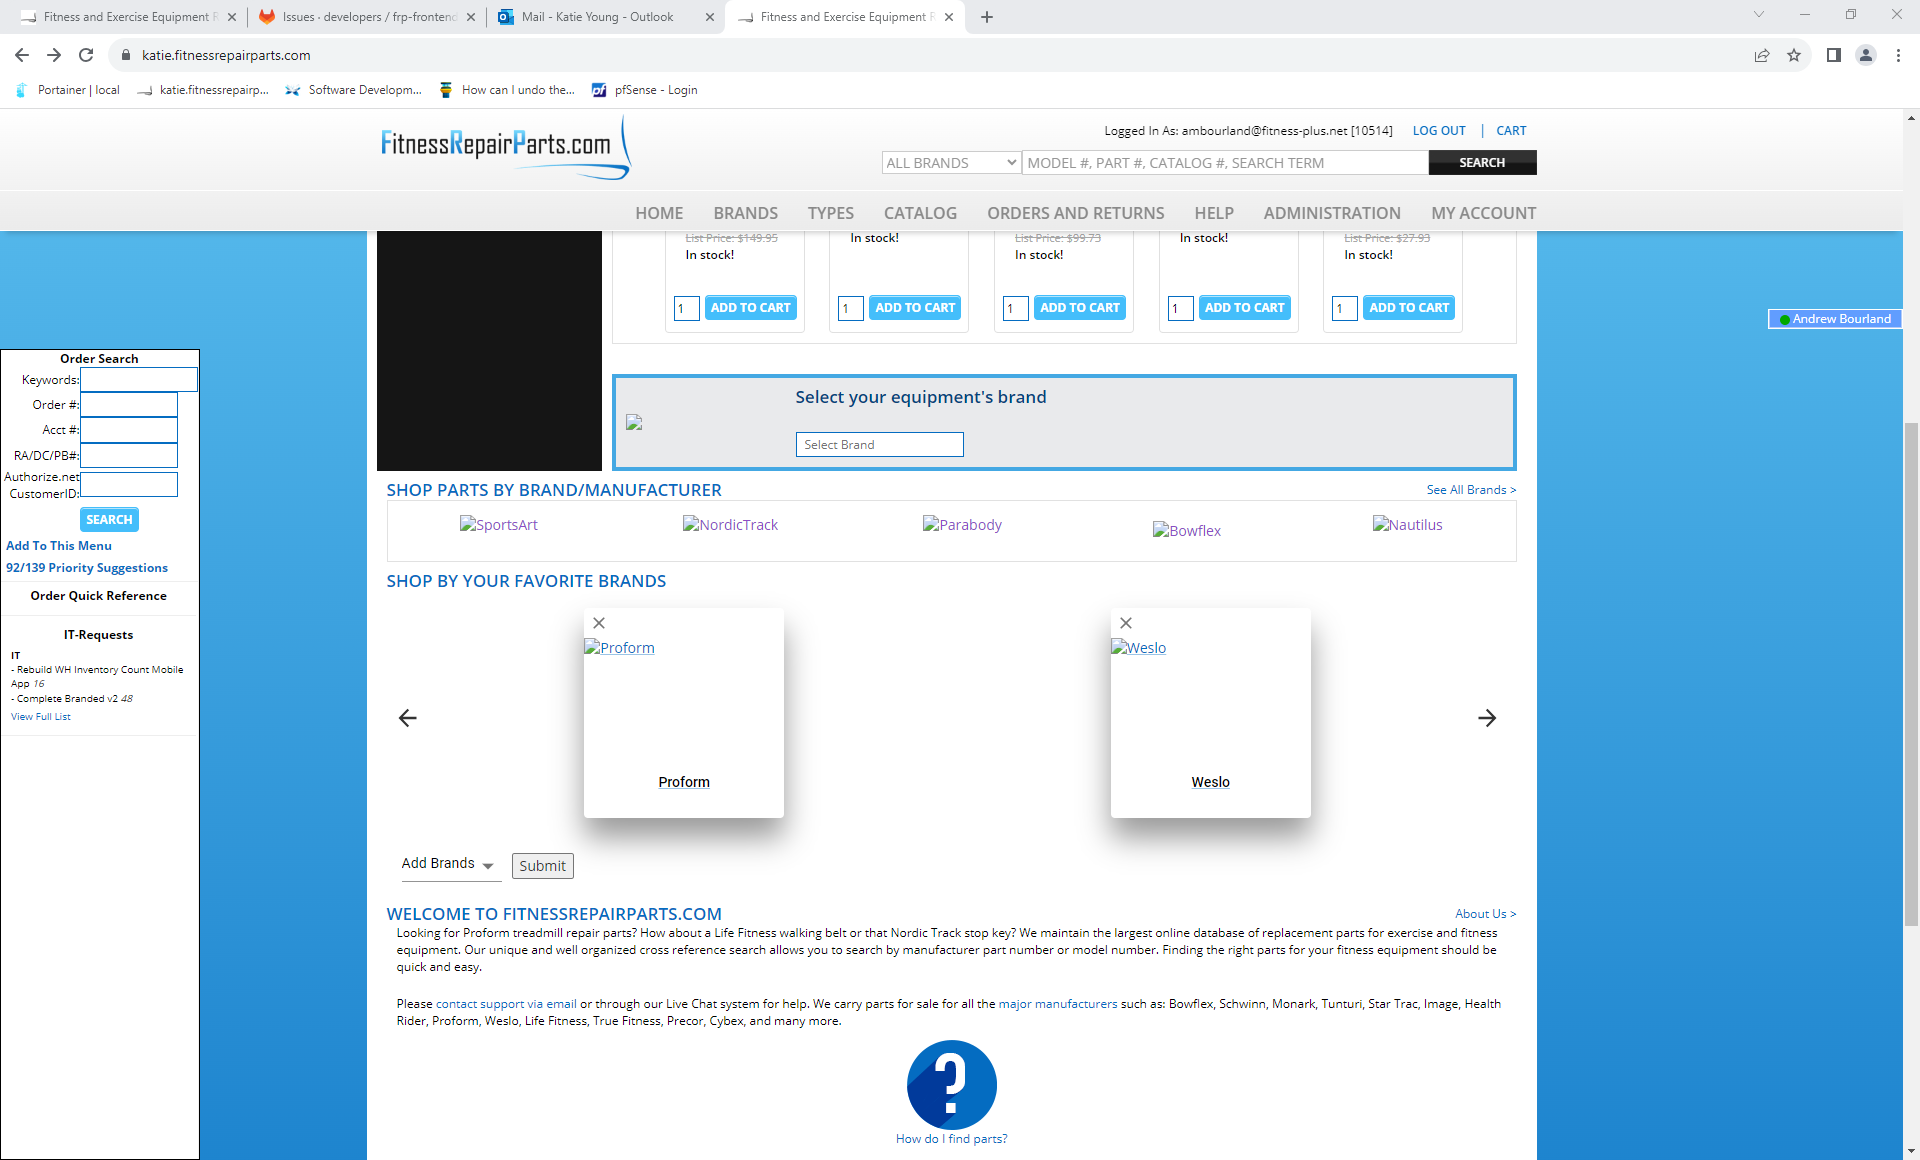 Fitness and Exercise Equipment R
Issues · developers / frp-frontend
Mail - Katie Young - Outlook
Fitness and Exercise Equipment R
katie.fitnessrepairparts.com
Portainer | local
katie.fitnessrepairp...
Software Developm...
How can I undo the...
pfSense - Login
FitnessRepairParts.com
Logged In As: ambourland@fitness-plus.net [10514]
LOG OUT | CART
ALL BRANDS
MODEL #, PART #, CATALOG #, SEARCH TERM
SEARCH
HOME BRANDS TYPES CATALOG ORDERS AND RETURNS HELP ADMINISTRATION MY ACCOUNT
List Price: $149.95
In stock!
List Price: $99.73
In stock!
List Price: $27.93
In stock!
In stock!
In stock!
1 ADD TO CART
1 ADD TO CART
1 ADD TO CART
1 ADD TO CART
1 ADD TO CART
Andrew Bourland
Order Search
Keywords:
Order #:
Acct #:
RA/DC/PB#:
Authorize.net
CustomerID:
SEARCH
Add To This Menu
92/139 Priority Suggestions
Order Quick Reference
IT-Requests
IT
- Rebuild WH Inventory Count Mobile
App 16
- Complete Branded v2 48
View Full List
Select your equipment's brand
Select Brand
SHOP PARTS BY BRAND/MANUFACTURER
See All Brands >
SportsArt
NordicTrack
Parabody
Bowflex
Nautilus
SHOP BY YOUR FAVORITE BRANDS
Proform
Weslo
Proform
Weslo
Add Brands
Submit
WELCOME TO FITNESSREPAIRPARTS.COM
About Us >
Looking for Proform treadmill repair parts? How about a Life Fitness walking belt or that Nordic Track stop key? We maintain the largest online database of replacement parts for exercise and fitness
equipment. Our unique and well organized cross reference search allows you to search by manufacturer part number or model number. Finding the right parts for your fitness equipment should be
quick and easy.
Please contact support via email or through our Live Chat system for help. We carry parts for sale for all the major manufacturers such as: Bowflex, Schwinn, Monark, Tunturi, Star Trac, Image, Health
Rider, Proform, Weslo, Life Fitness, True Fitness, Precor, Cybex, and many more.
?
How do I find parts?